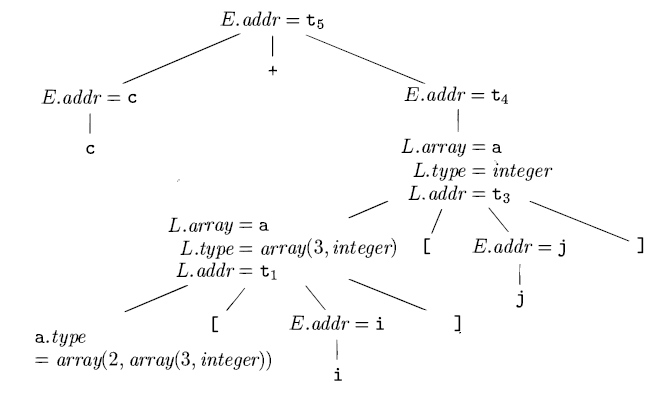 E.addr = t₅
+
E.addr = c
E.addr = t₄
c
L.array = a
L.type = integer
L.addr = t₃
L.array = a
L.type = array(3, integer)
L.addr = t₁
[
E.addr = j
]
j
a.type
= array(2, array(3, integer))
[
E.addr = i
]
i